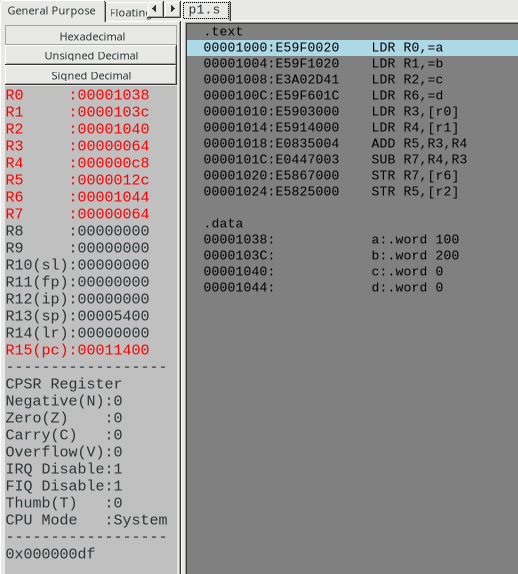 General Purpose
Floating
p1.s
Hexadecimal
Unsigned Decimal
Signed Decimal
R0     :00001038
R1     :0000103c
R2     :00001040
R3     :00000064
R4     :000000c8
R5     :0000012c
R6     :00001044
R7     :00000064
R8     :00000000
R9     :00000000
R10(sl):00000000
R11(fp):00000000
R12(ip):00000000
R13(sp):00005400
R14(lr):00000000
R15(pc):00011400
------------------
CPSR Register
Negative(N):0
Zero(Z)    :0
Carry(C)   :0
Overflow(V):0
IRQ Disable:1
FIQ Disable:1
Thumb(T)   :0
CPU Mode   :System
------------------
0x000000df
.text
00001000:E59F0020    LDR R0,=a
00001004:E59F1020    LDR R1,=b
00001008:E3A02D41    LDR R2,=c
0000100C:E59F601C    LDR R6,=d
00001010:E5903000    LDR R3,[r0]
00001014:E5914000    LDR R4,[r1]
00001018:E0835004    ADD R5,R3,R4
0000101C:E0447003    SUB R7,R4,R3
00001020:E5867000    STR R7,[r6]
00001024:E5825000    STR R5,[r2]
.data
00001038:            a:.word 100
0000103C:            b:.word 200
00001040:            c:.word 0
00001044:            d:.word 0